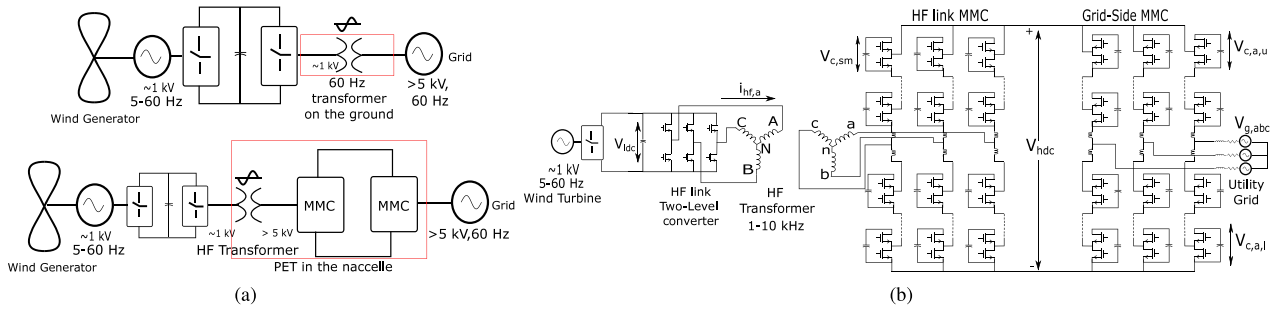 ~1 kV
5-60 Hz
Wind Generator
~1 kV
60 Hz
transformer
on the ground
Grid
>5 kV,
60 Hz
~1 kV
5-60 Hz
Wind Generator
~1 kV
> 5 kV
HF Transformer
MMC
MMC
PET in the naccelle
Grid
>5 kV,60 Hz
(a)
HF link MMC
Grid-Side MMC
V_c,sm
+
V_c,a,u
i_hf,a
~1 kV
5-60 Hz
Wind Turbine
V_ldc
HF link
Two-Level
converter
C
A
N
B
HF
Transformer
1-10 kHz
c
a
n
b
V_hdc
V_g,abc
Utility
Grid
V_c,a,l
-
(b)